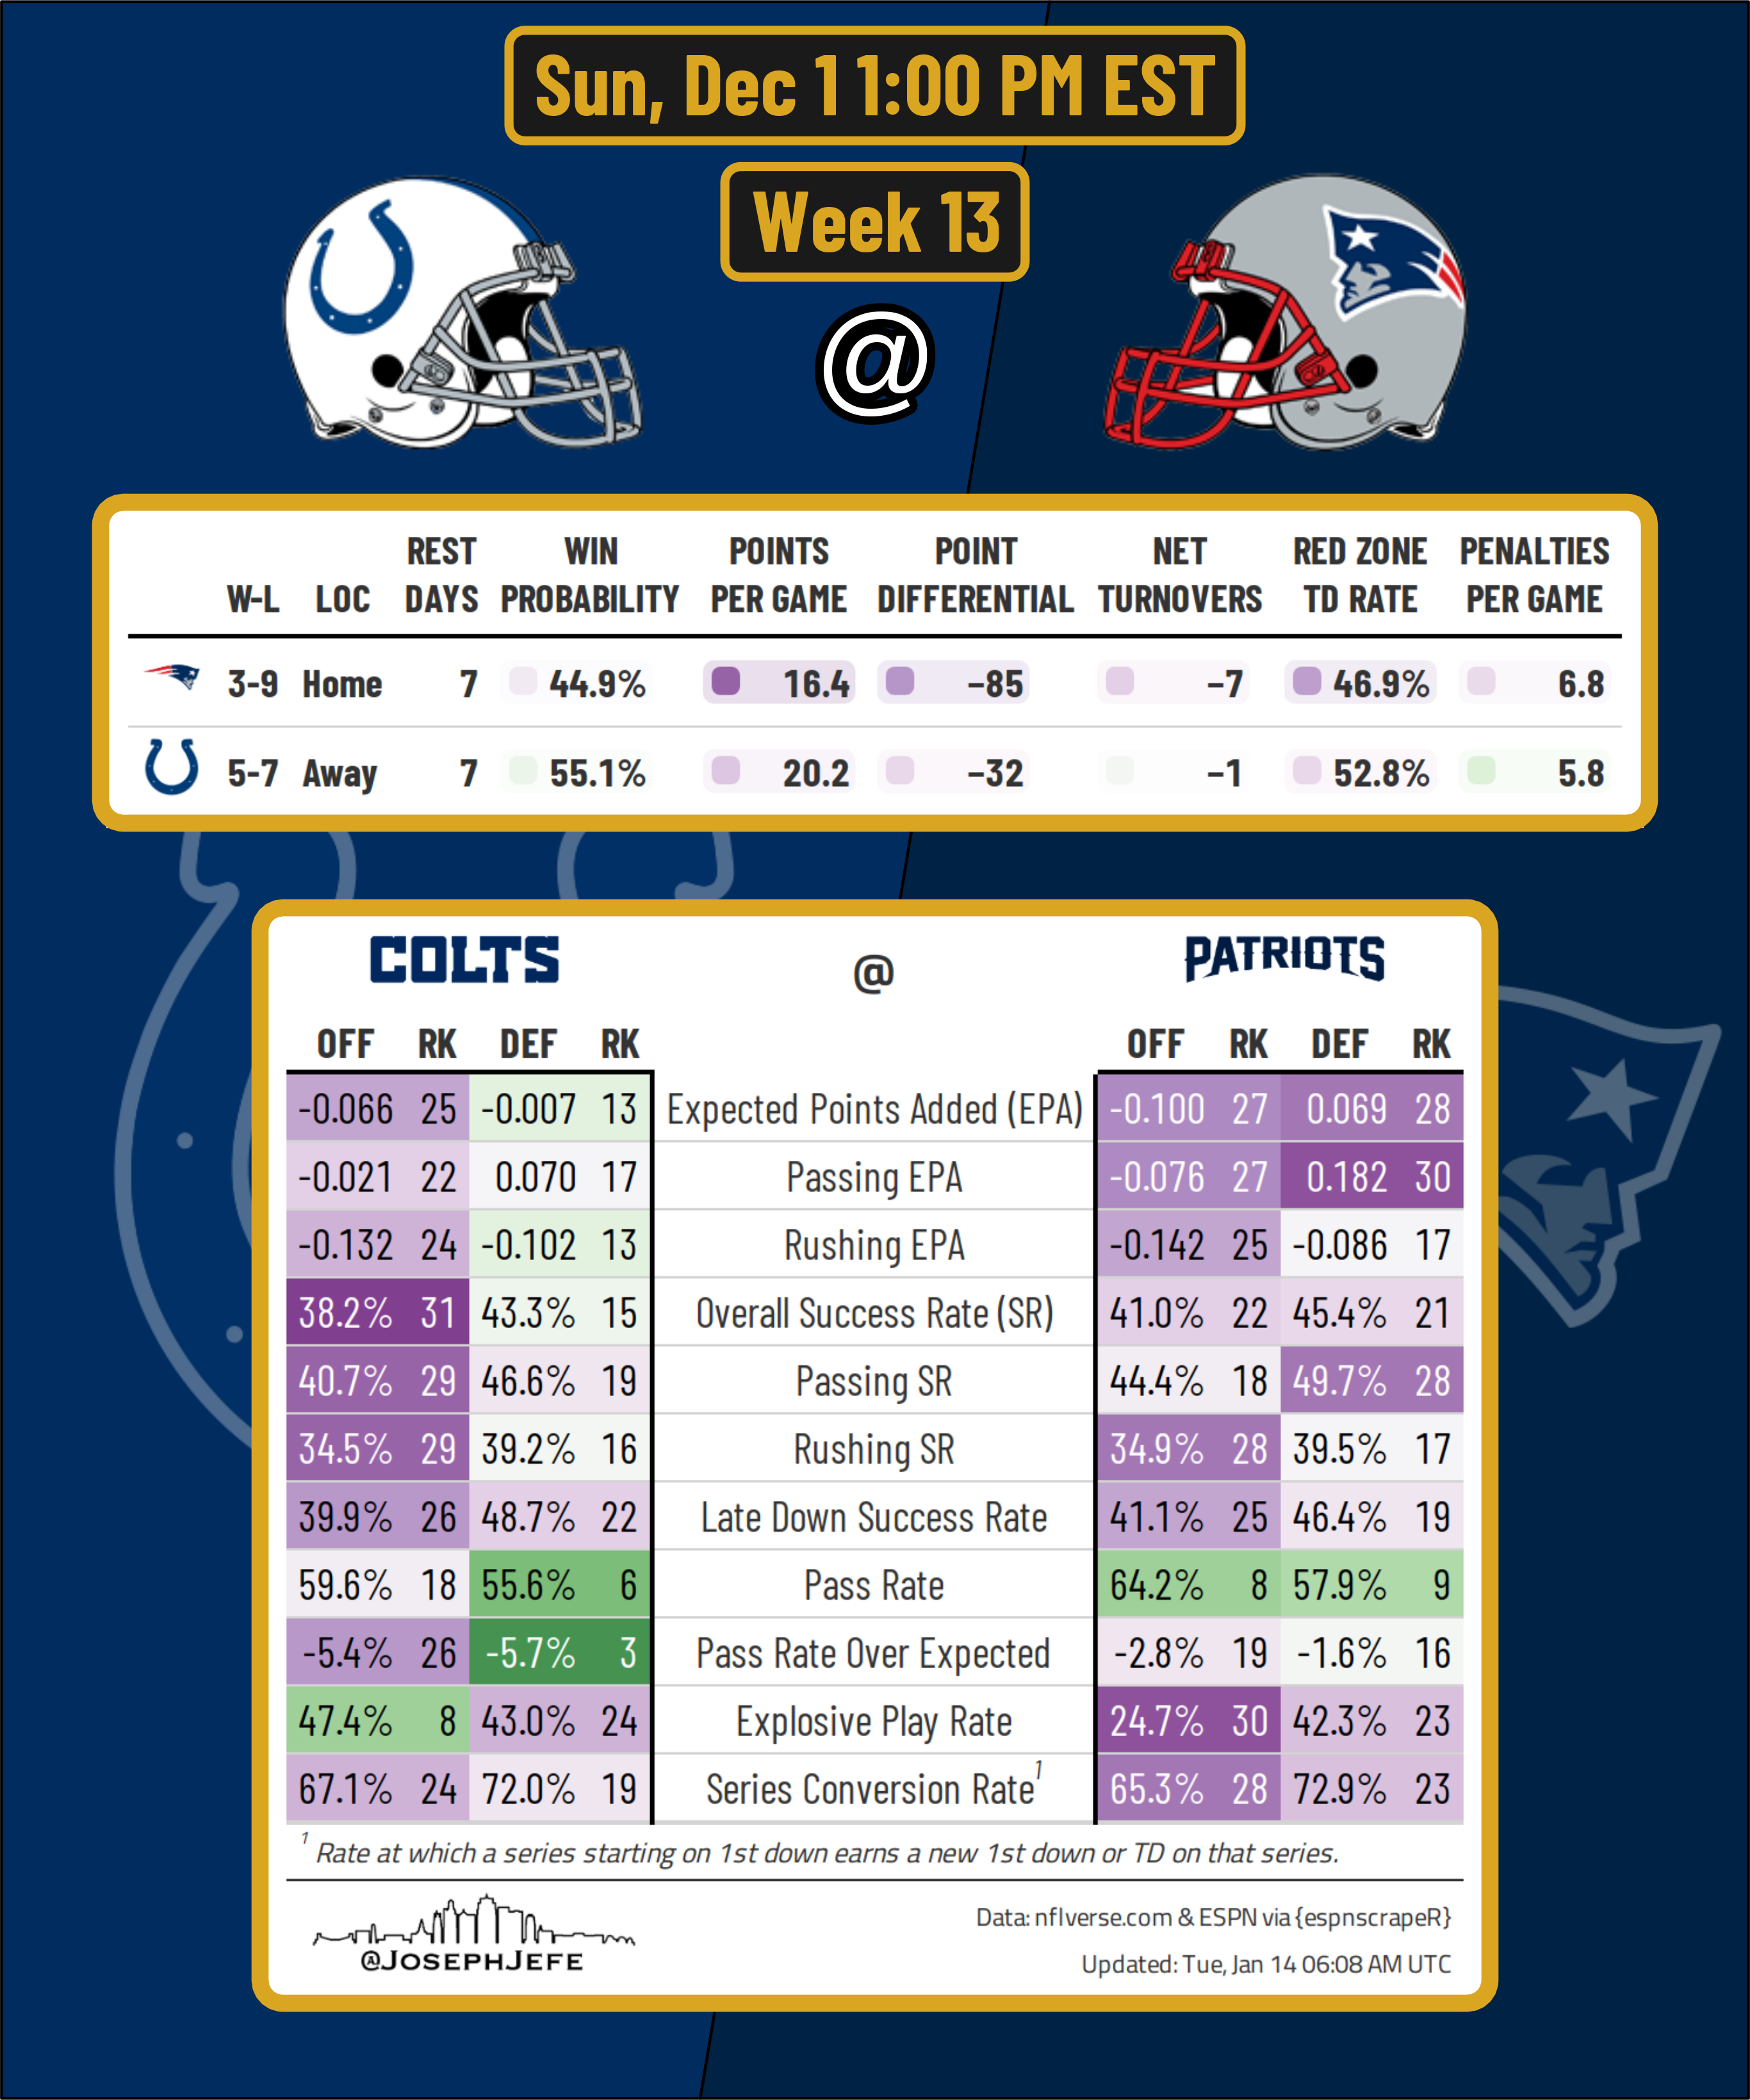 Sun, Dec 1 1:00 PM EST
Week 13
@
W-L LOC REST DAYS WIN PROBABILITY POINTS PER GAME POINT DIFFERENTIAL NET TURNOVERS RED ZONE TD RATE PENALTIES PER GAME
3-9 Home 7 44.9% 16.4 −85 −7 46.9% 6.8
5-7 Away 7 55.1% 20.2 −32 −1 52.8% 5.8
COLTS @ PATRIOTS
OFF RK DEF RK OFF RK DEF RK
-0.066 25 -0.007 13 Expected Points Added (EPA) -0.100 27 0.069 28
-0.021 22 0.070 17 Passing EPA -0.076 27 0.182 30
-0.132 24 -0.102 13 Rushing EPA -0.142 25 -0.086 17
38.2% 31 43.3% 15 Overall Success Rate (SR) 41.0% 22 45.4% 21
40.7% 29 46.6% 19 Passing SR 44.4% 18 49.7% 28
34.5% 29 39.2% 16 Rushing SR 34.9% 28 39.5% 17
39.9% 26 48.7% 22 Late Down Success Rate 41.1% 25 46.4% 19
59.6% 18 55.6% 6 Pass Rate 64.2% 8 57.9% 9
-5.4% 26 -5.7% 3 Pass Rate Over Expected -2.8% 19 -1.6% 16
47.4% 8 43.0% 24 Explosive Play Rate 24.7% 30 42.3% 23
67.1% 24 72.0% 19 Series Conversion Rate¹ 65.3% 28 72.9% 23
¹ Rate at which a series starting on 1st down earns a new 1st down or TD on that series.
@JOSEPHJEFE
Data: nflverse.com & ESPN via {espnscrapeR}
Updated: Tue, Jan 14 06:08 AM UTC